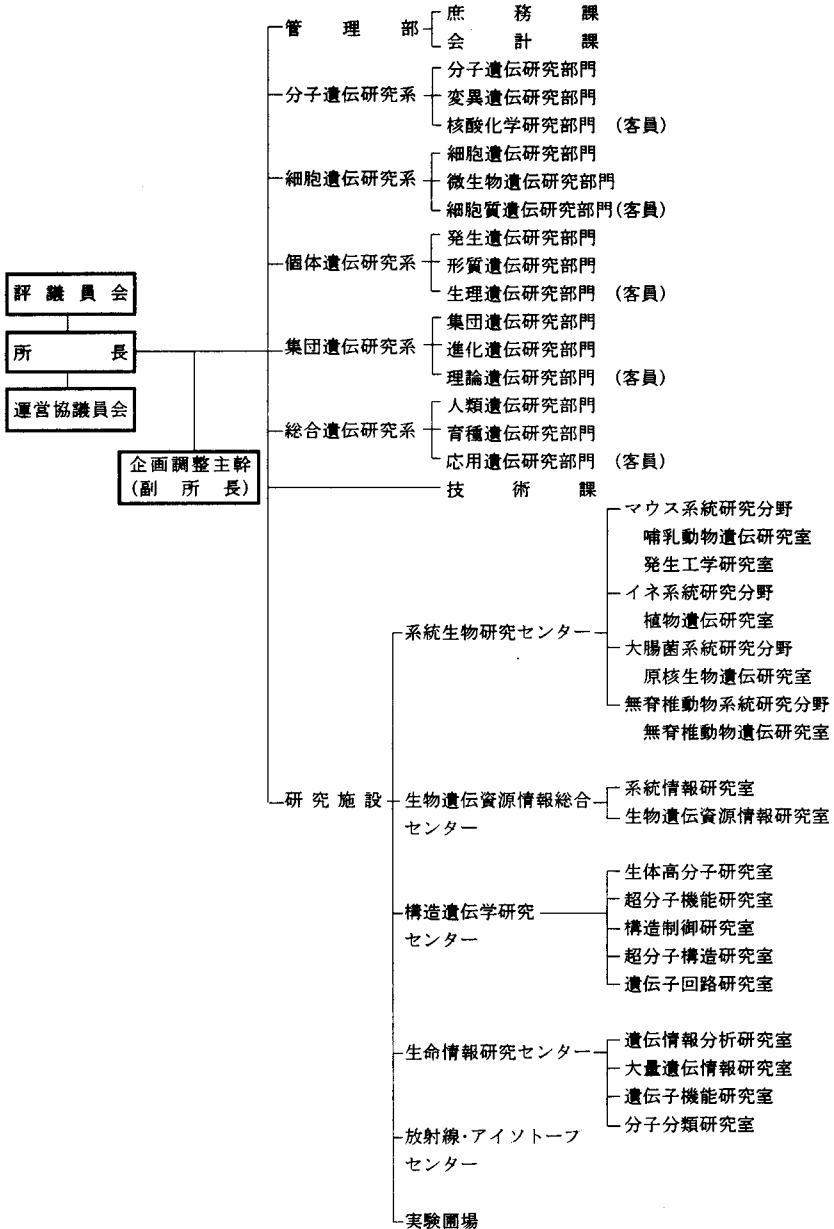 管理部
庶務課
会計課
分子遺伝研究系
分子遺伝研究部門
変異遺伝研究部門
核酸化学研究部門 (客員)
細胞遺伝研究系
細胞遺伝研究部門
微生物遺伝研究部門
細胞質遺伝研究部門(客員)
個体遺伝研究系
発生遺伝研究部門
形質遺伝研究部門
生理遺伝研究部門 (客員)
評議員会
所長
運営協議員会
企画調整主幹
(副所長)
集団遺伝研究系
集団遺伝研究部門
進化遺伝研究部門
理論遺伝研究部門 (客員)
総合遺伝研究系
人類遺伝研究部門
育種遺伝研究部門
応用遺伝研究部門 (客員)
技術課
研究施設
系統生物研究センター
マウス系統研究分野
哺乳動物遺伝研究室
発生工学研究室
イネ系統研究分野
植物遺伝研究室
大腸菌系統研究分野
原核生物遺伝研究室
無脊椎動物系統研究分野
無脊椎動物遺伝研究室
生物遺伝資源情報総合
センター
系統情報研究室
生物遺伝資源情報研究室
構造遺伝学研究
センター
生体高分子研究室
超分子機能研究室
構造制御研究室
超分子構造研究室
遺伝子回路研究室
生命情報研究センター
遺伝情報分析研究室
大量遺伝情報研究室
遺伝子機能研究室
分子分類研究室
放射線・アイソトープ
センター
実験圃場